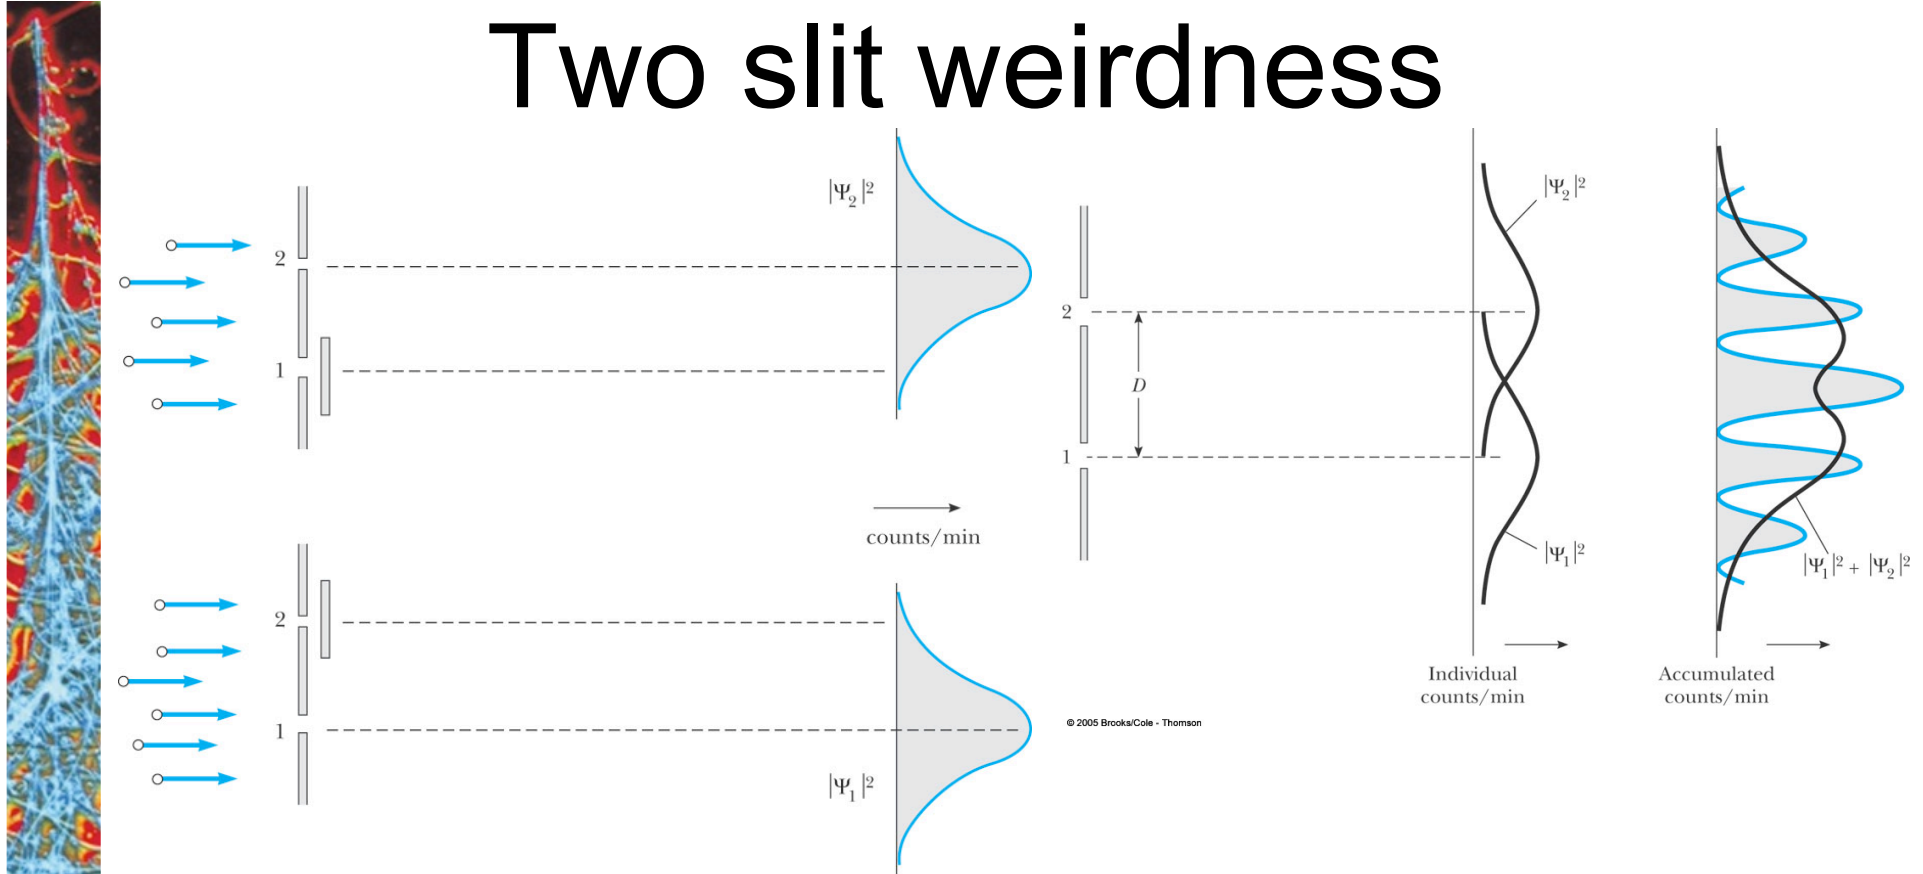 Two slit weirdness
|Ψ₂|²
2
1
counts/min
2
1
|Ψ₁|²
2
D
1
|Ψ₂|²
|Ψ₁|²
Individual
counts/min
|Ψ₁|² + |Ψ₂|²
Accumulated
counts/min
© 2005 Brooks/Cole - Thomson